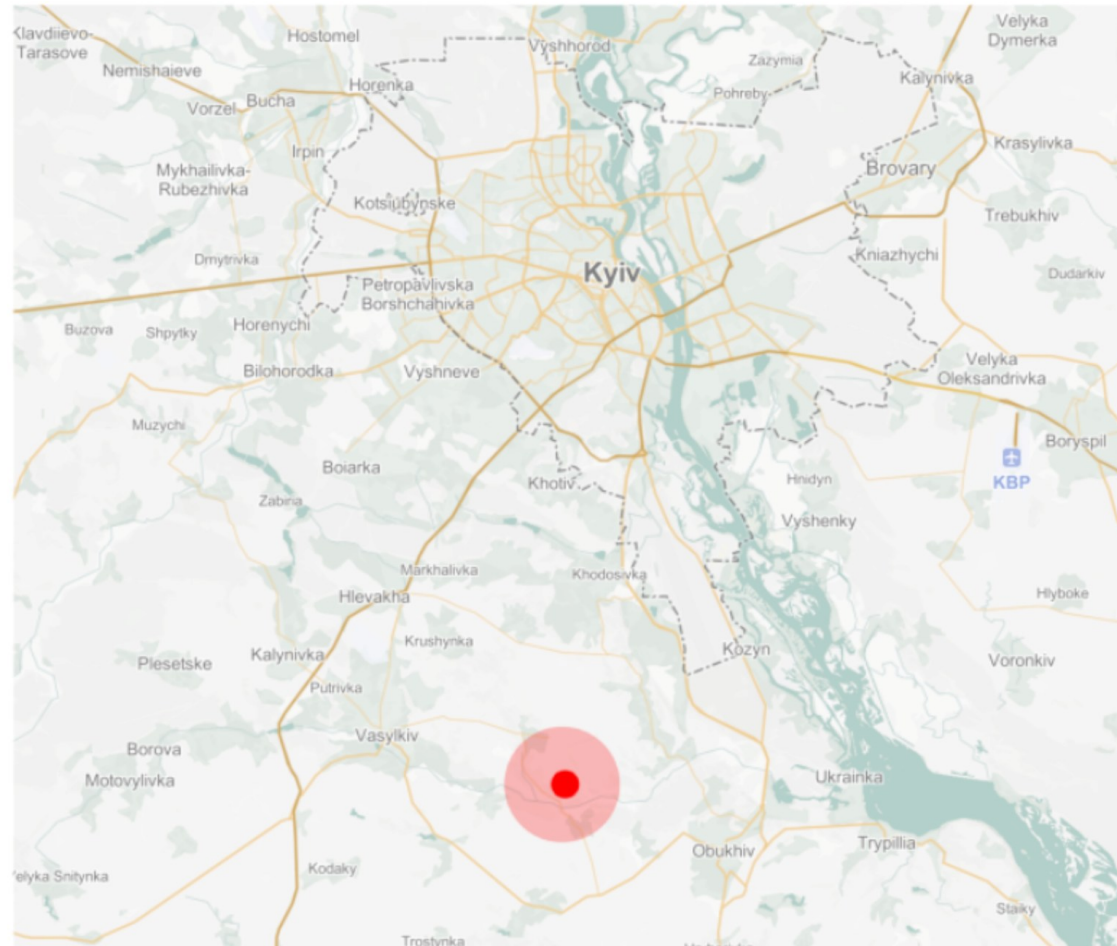 Klavdiievo-
Tarasove
Hostomel
Vyshhorod
Velyka
Dymerka
Nemishaieve
Zazymia
Horenka
Kalynivka
Vorzel
Bucha
Pohreby
Irpin
Krasylivka
Mykhailivka-
Rubezhivka
Brovary
Kotsiubynske
Trebukhiv
Dmytrivka
Kniazhychi
Kyiv
Dudarkiv
Petropavlivska
Borshchahivka
Buzova
Shpytky
Horenychi
Velyka
Oleksandrivka
Bilohorodka
Vyshneve
Muzychi
Boryspil
Boiarka
Khotiv
Hnidyn
KBP
Zabiria
Vyshenky
Markhalivka
Khodosivka
Hlevakha
Hlyboke
Krushynka
Kozyn
Kalynivka
Plesetske
Voronkiv
Putrivka
Vasylkiv
Borova
Motovylivka
Ukrainka
Trypillia
Obukhiv
Kodaky
Velyka Snitynka
Staiky
Trostynka